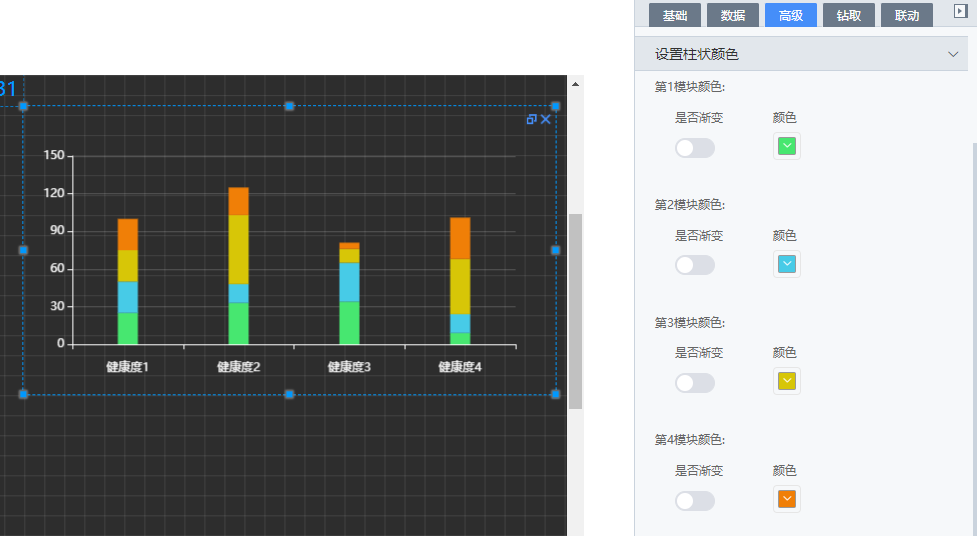 基础 数据 高级 钻取 联动
设置柱状颜色
第1模块颜色:
是否渐变 颜色
第2模块颜色:
是否渐变 颜色
第3模块颜色:
是否渐变 颜色
第4模块颜色:
是否渐变 颜色
31
150
120
90
60
30
0
健康度1 健康度2 健康度3 健康度4